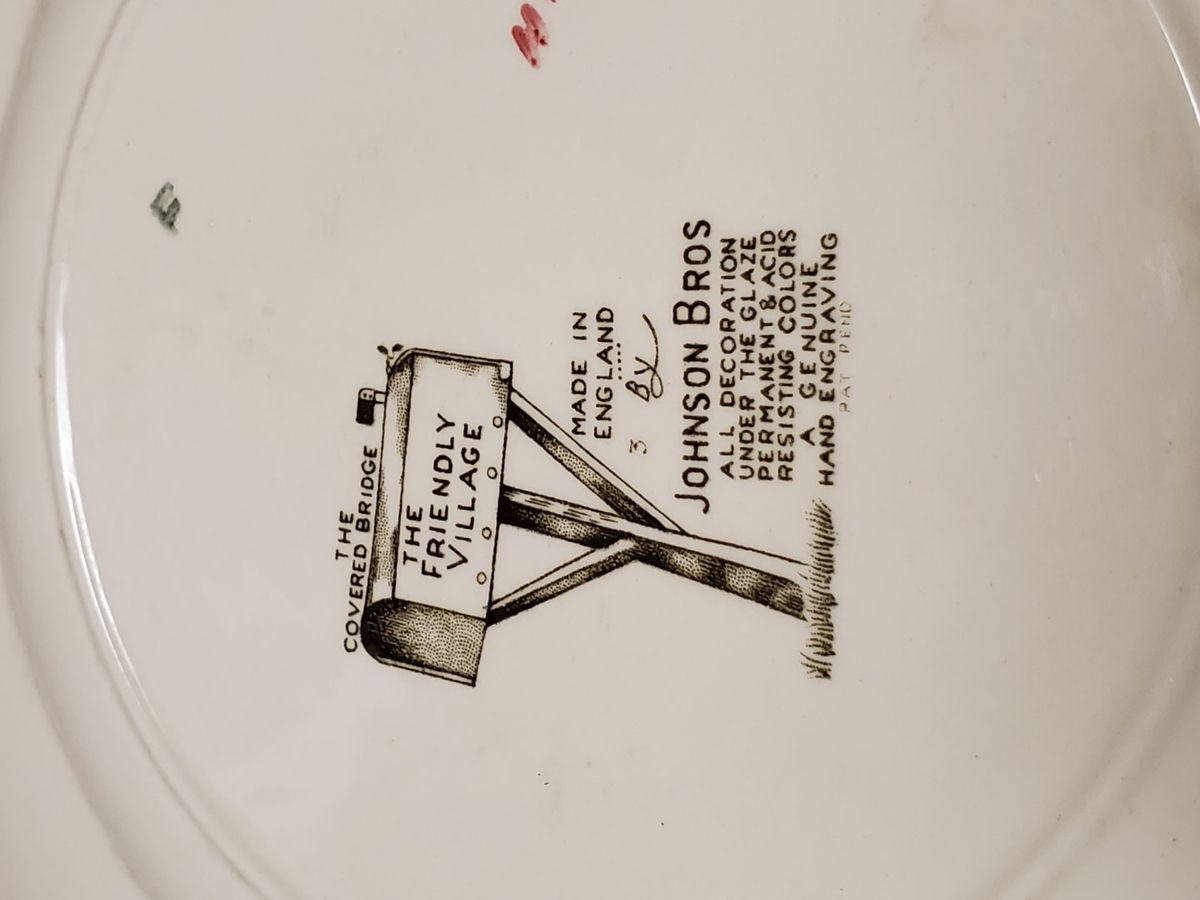 THE
COVERED BRIDGE
THE
FRIENDLY
VILLAGE
MADE IN
ENGLAND
3
By
JOHNSON BROS
ALL DECORATION
UNDER THE GLAZE
PERMANENT & ACID
RESISTING COLORS
A GENUINE
HAND ENGRAVING
PAT PEND